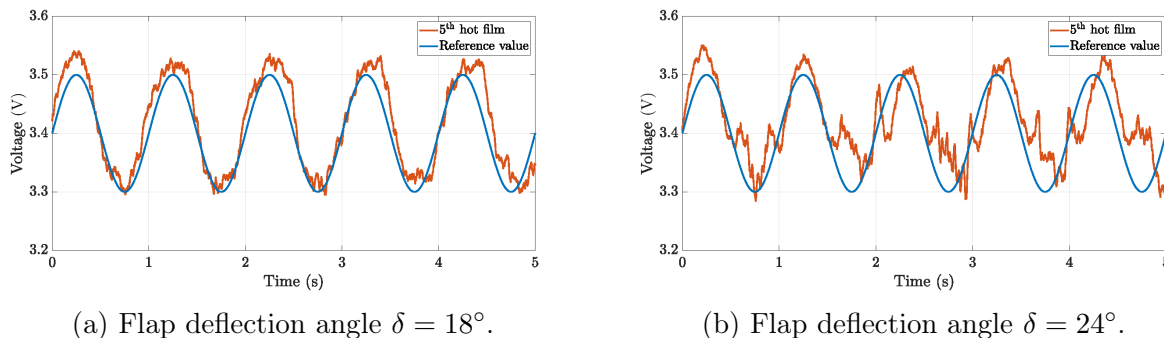 3.6
3.5
3.4
3.3
3.2
Voltage (V)
0 1 2 3 4 5
Time (s)
5th hot film
Reference value
(a) Flap deflection angle δ = 18°.
3.6
3.5
3.4
3.3
3.2
Voltage (V)
0 1 2 3 4 5
Time (s)
5th hot film
Reference value
(b) Flap deflection angle δ = 24°.